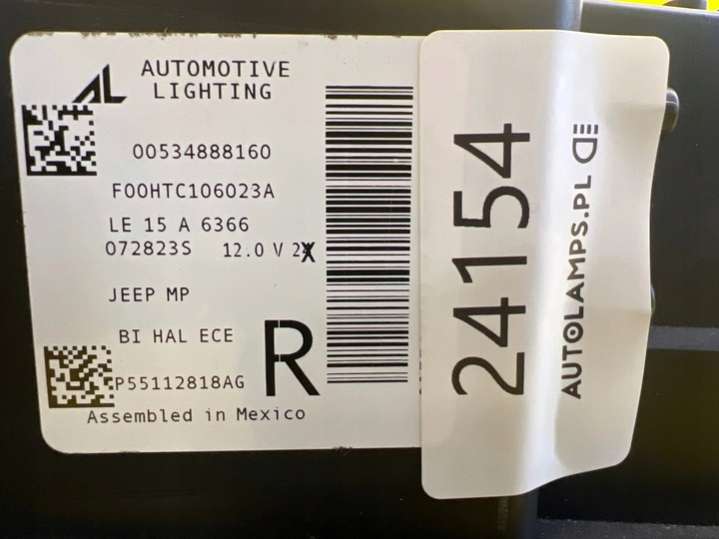 AL AUTOMOTIVE
LIGHTING
00534888160
F00HTC106023A
LE 15 A 6366
072823S 12.0 V
JEEP MP
BI HAL ECE
R
P55112818AG
Assembled in Mexico
24154
AUTOLAMPS.PL